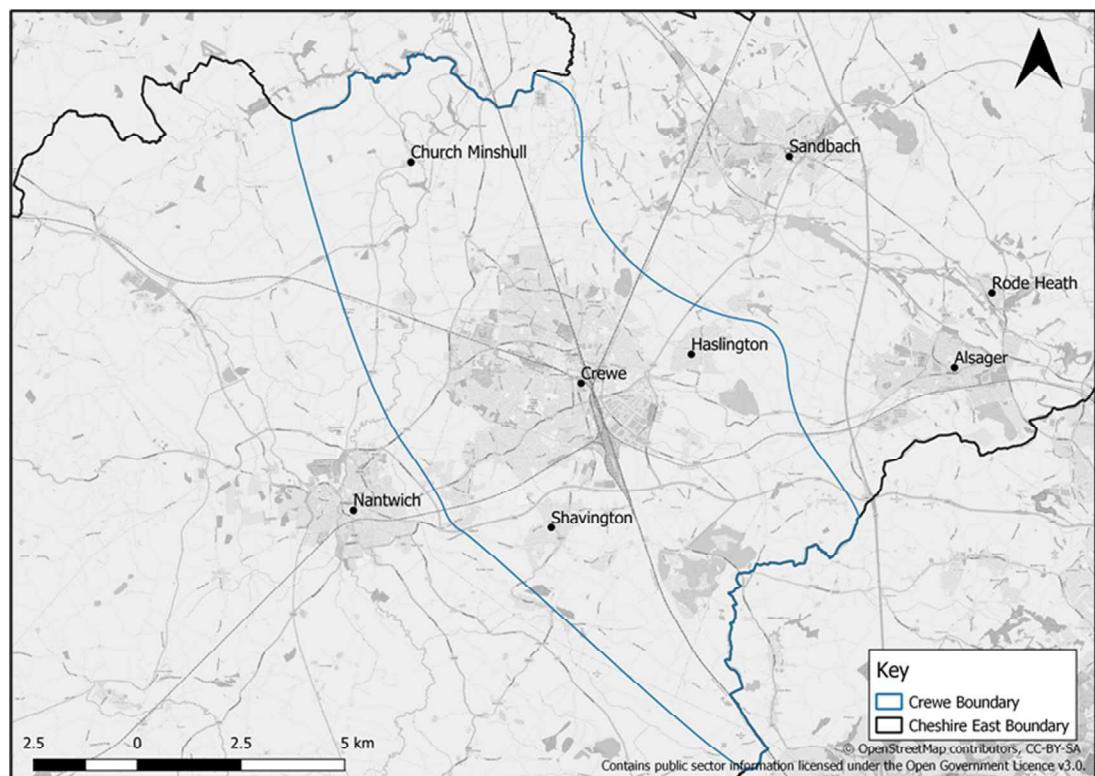 Church Minshull
Sandbach
Rode Heath
Haslington
Alsager
Crewe
Nantwich
Shavington
Key
Crewe Boundary
Cheshire East Boundary
2.5 0 2.5 5 km
© OpenStreetMap contributors, CC-BY-SA
Contains public sector information licensed under the Open Government Licence v3.0.